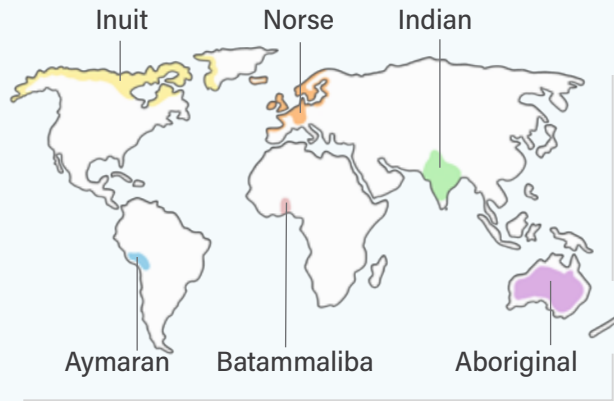 Inuit
Norse
Indian
Aymaran
Batammaliba
Aboriginal